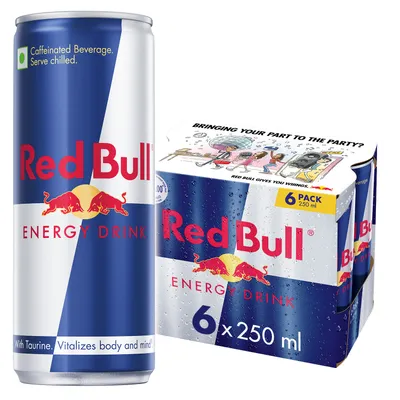 Caffeinated Beverage.
Serve chilled.
Red Bull
ENERGY DRINK
With Taurine. Vitalizes body and mind.
BRINGING YOUR PART TO THE PARTY?
RED BULL GIVES YOU WIIINGS.
6 PACK
250 ml
Red Bull®
ENERGY DRINK
6 x 250 ml